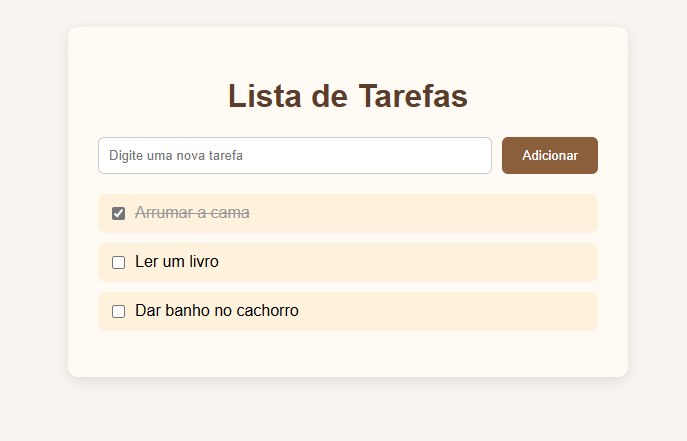 Lista de Tarefas
Digite uma nova tarefa
Adicionar
Arrumar a cama
Ler um livro
Dar banho no cachorro